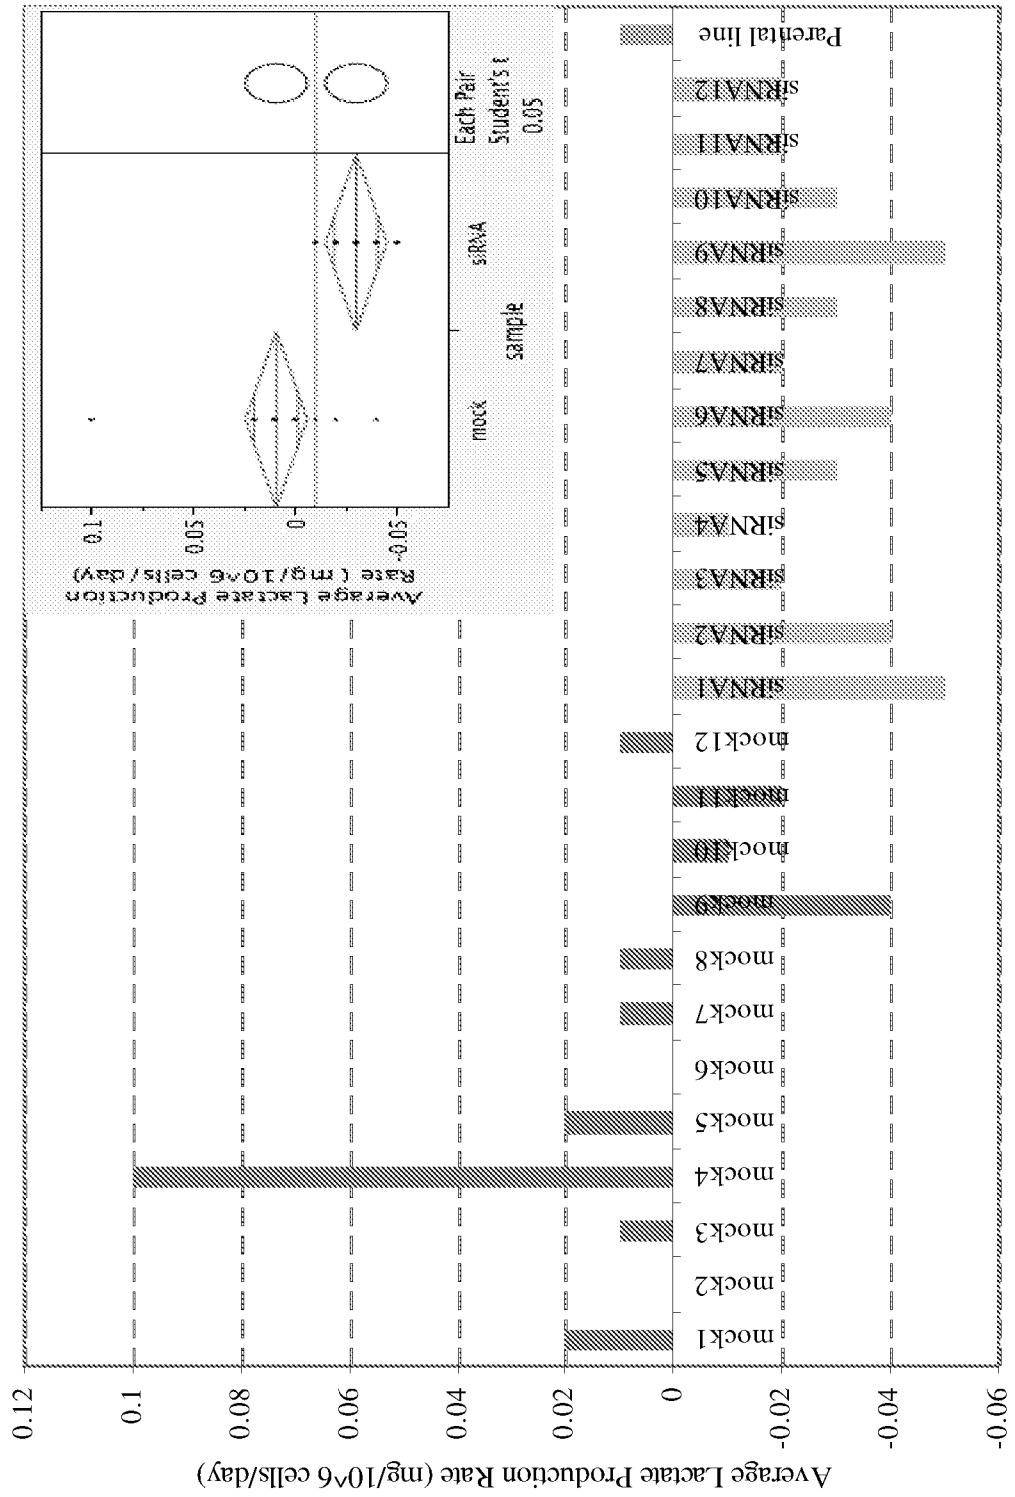 Average Lactate Production Rate (mg/10^6 cells/day)
0.12
0.1
0.08
0.06
0.04
0.02
0
-0.02
-0.04
-0.06
mock1
mock2
mock3
mock4
mock5
mock6
mock7
mock8
mock9
mock10
mock11
mock12
siRNA1
siRNA2
siRNA3
siRNA4
siRNA5
siRNA6
siRNA7
siRNA8
siRNA9
siRNA10
siRNA11
siRNA12
Parental line
Average Lactate Production
Rate (mg/10^6 cells/day)
0.1
0.05
0
-0.05
mock
siRNA
sample
Each Pair
Student's t
0.05